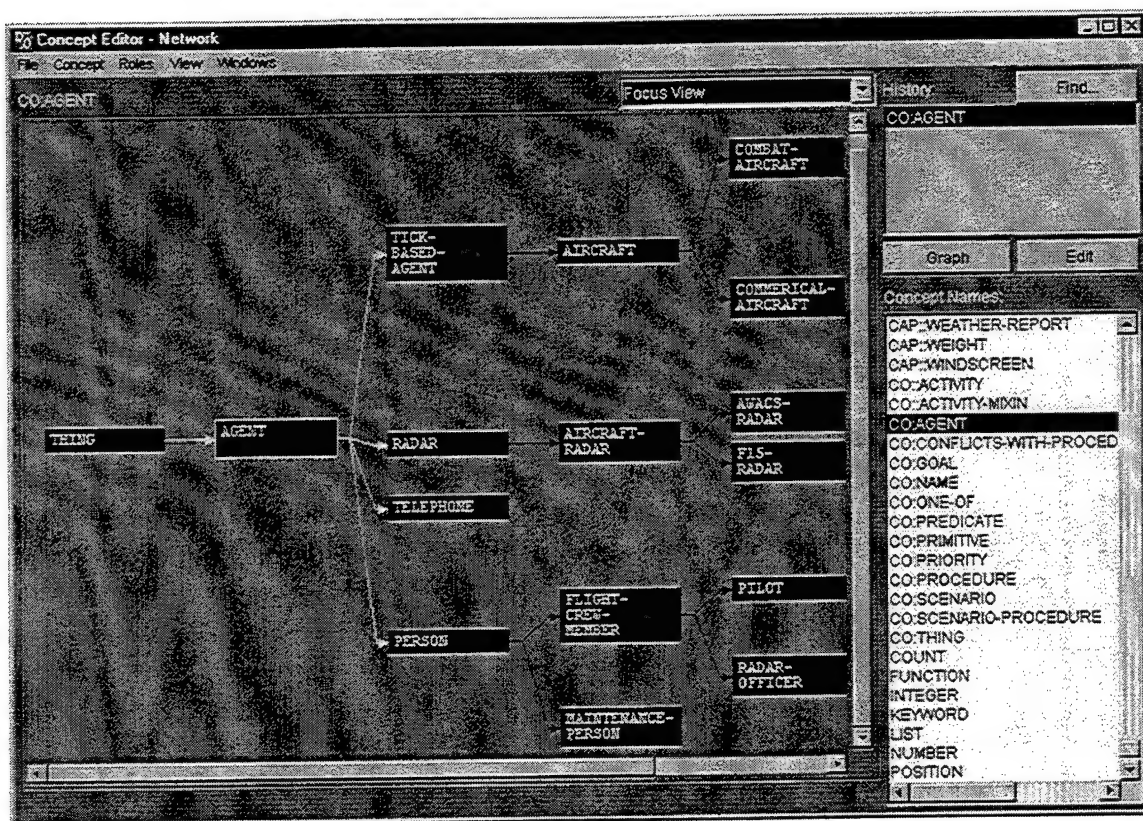 Concept Editor - Network
File Concept Roles View Windows
CO:AGENT
Focus View
History
Find...
CO:AGENT
Graph
Edit
Concept Names:
CAP::WEATHER-REPORT
CAP::WEIGHT
CAP::WINDSCREEN
CO:ACTIVITY
CO::ACTIVITY-MIXIN
CO:AGENT
CO:CONFLICTS-WITH-PROCED
CO:GOAL
CO:NAME
CO:ONE-OF
CO:PREDICATE
CO:PRIMITIVE
CO:PRIORITY
CO:PROCEDURE
CO:SCENARIO
CO:SCENARIO-PROCEDURE
CO:THING
COUNT
FUNCTION
INTEGER
KEYWORD
LIST
NUMBER
POSITION
THING
AGENT
TICK-
BASED-
AGENT
RADAR
TELEPHONE
PERSON
AIRCRAFT
AIRCRAFT-
RADAR
FLIGHT-
CREW-
MEMBER
MAINTENANCE-
PERSON
COMBAT-
AIRCRAFT
COMMERICAL-
AIRCRAFT
AWACS-
RADAR
F15-
RADAR
PILOT
RADAR-
OFFICER